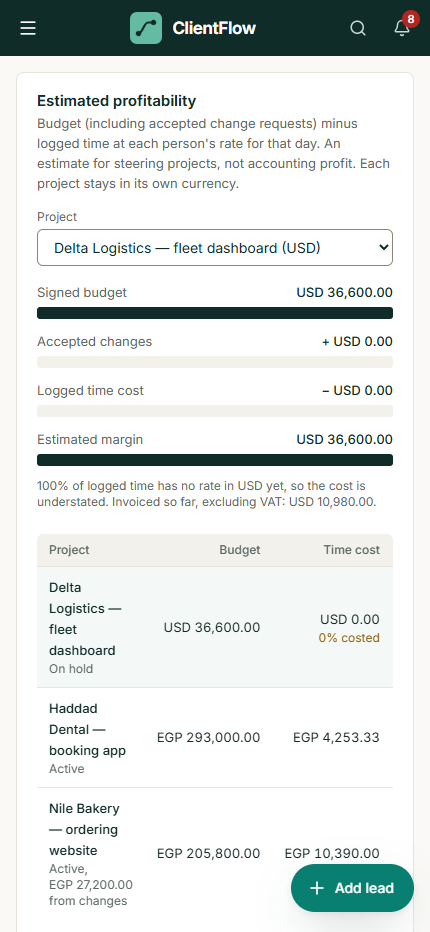 ClientFlow
8
Estimated profitability
Budget (including accepted change requests) minus
logged time at each person's rate for that day. An
estimate for steering projects, not accounting profit. Each
project stays in its own currency.
Project
Delta Logistics — fleet dashboard (USD)
Signed budget USD 36,600.00
Accepted changes + USD 0.00
Logged time cost − USD 0.00
Estimated margin USD 36,600.00
100% of logged time has no rate in USD yet, so the cost is
understated. Invoiced so far, excluding VAT: USD 10,980.00.
Project Budget Time cost
Delta
Logistics —
fleet
dashboard
On hold
USD 36,600.00
USD 0.00
0% costed
Haddad
Dental —
booking app
Active
EGP 293,000.00
EGP 4,253.33
Nile Bakery
— ordering
website
Active,
EGP 27,200.00
from changes
EGP 205,800.00
EGP 10,390.00
Add lead